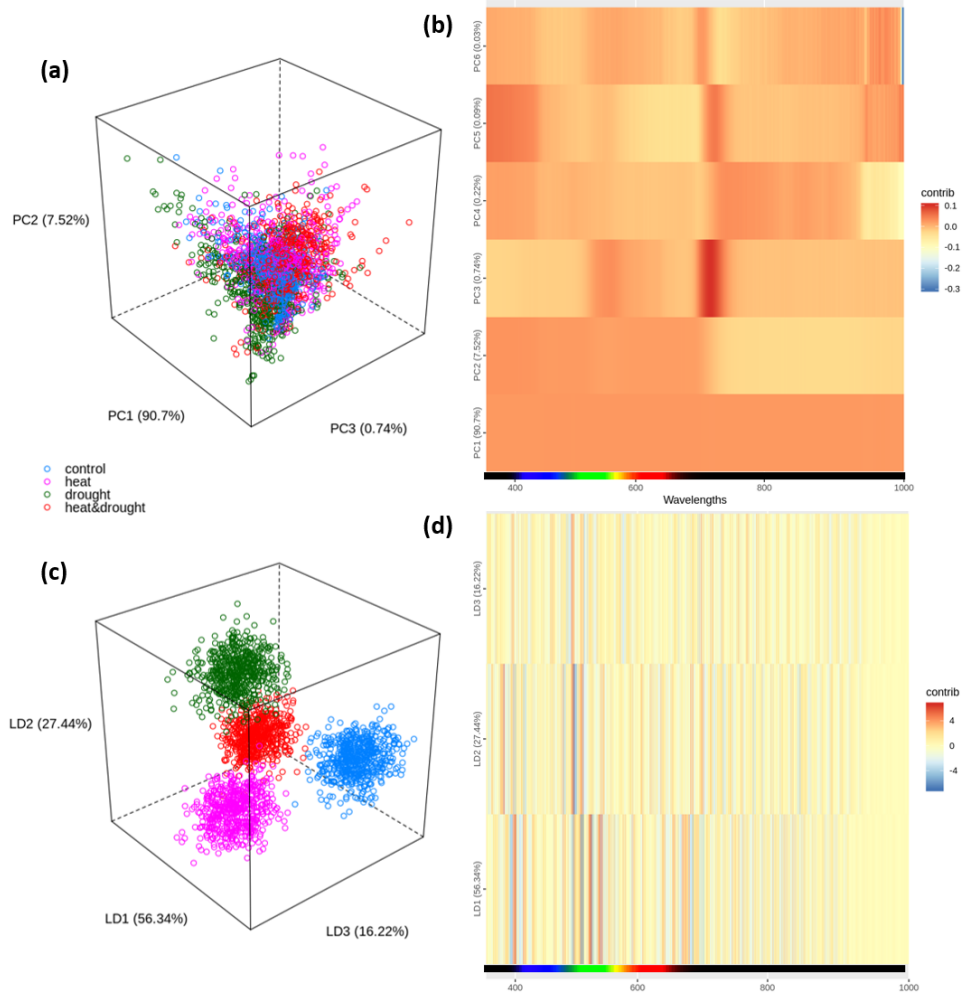 (a)
PC2 (7.52%)
PC1 (90.7%)
PC3 (0.74%)
control
heat
drought
heat&drought
(b)
PC6 (0.03%)
PC5 (0.09%)
PC4 (0.22%)
PC3 (0.74%)
PC2 (7.52%)
PC1 (90.7%)
400
600
800
1000
Wavelengths
contrib
0.1
0.0
-0.1
-0.2
-0.3
(c)
LD2 (27.44%)
LD1 (56.34%)
LD3 (16.22%)
(d)
LD3 (16.22%)
LD2 (27.44%)
LD1 (56.34%)
400
600
800
1000
contrib
4
0
-4